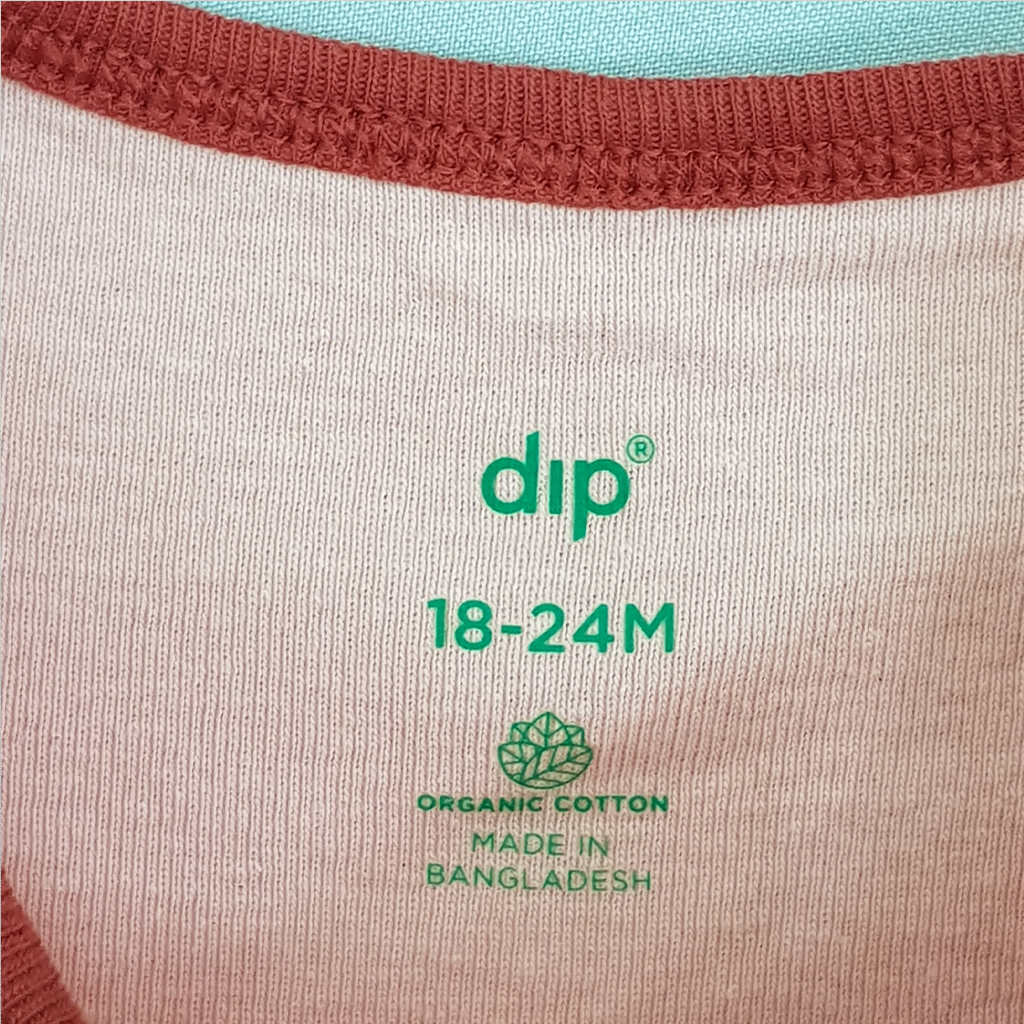 dip®
18-24M
ORGANIC COTTON
MADE IN
BANGLADESH